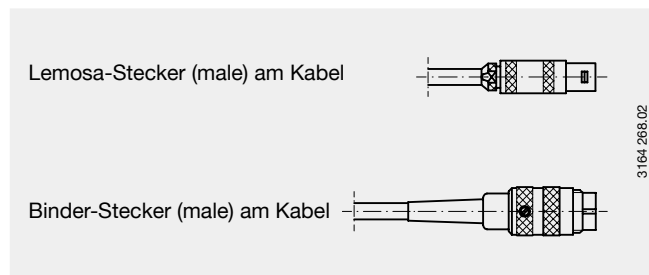 Lemosa-Stecker (male) am Kabel
Binder-Stecker (male) am Kabel
3164 268.02